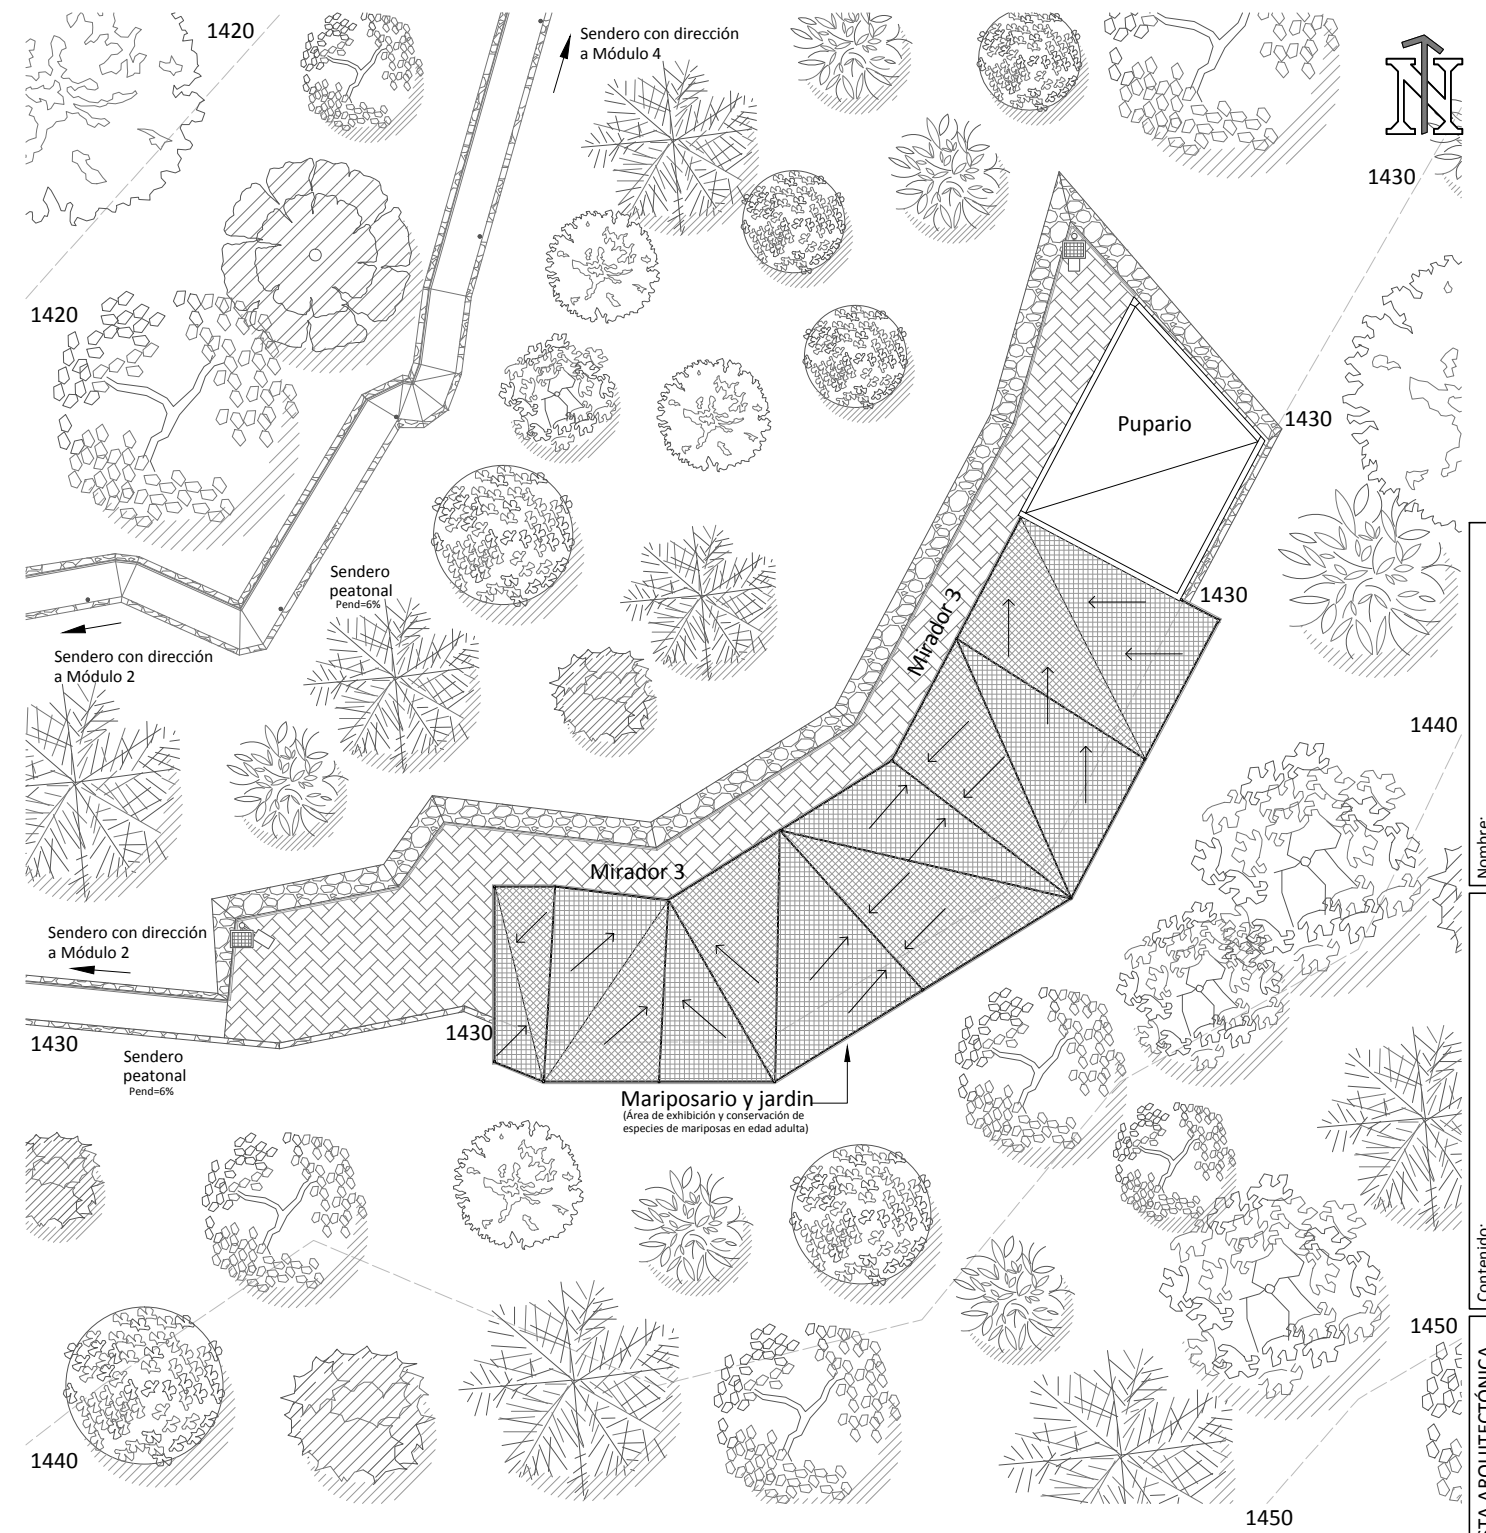 1420
Sendero con dirección
a Módulo 4
N
1430
1420
Pupario
1430
Sendero
peatonal
Pend=6%
1430
Mirador 3
Sendero con dirección
a Módulo 2
1440
Nombre:
Mirador 3
Sendero con dirección
a Módulo 2
1430
1430
Sendero
peatonal
Pend=6%
Mariposario y jardin
(Área de exhibición y conservación de
especies de mariposas en edad adulta)
Contenido:
1450
ARQUITECTÓNICA
1440
1450